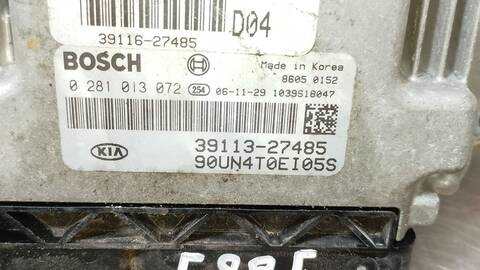 39116-27485
D04
BOSCH
Made in Korea
8605 0152
0 281 013 072 254 06-11-29 1039S18047
39113-27485
KIA
90UN4T0EI05S